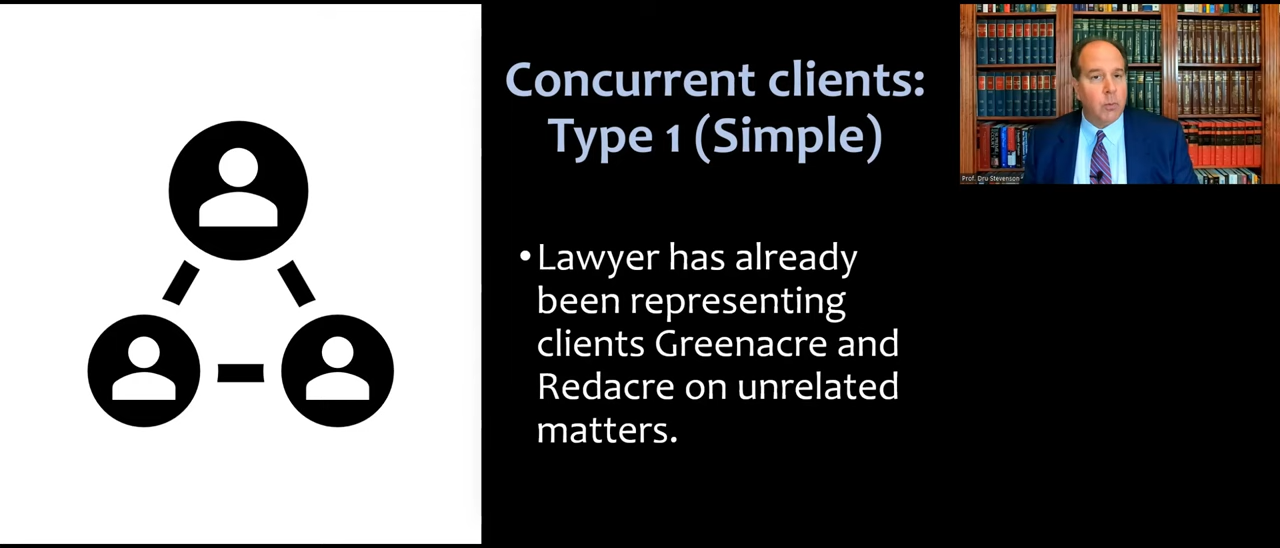 Concurrent clients:
Type 1 (Simple)
•Lawyer has already
been representing
clients Greenacre and
Redacre on unrelated
matters.
Prof. Dru Stevenson